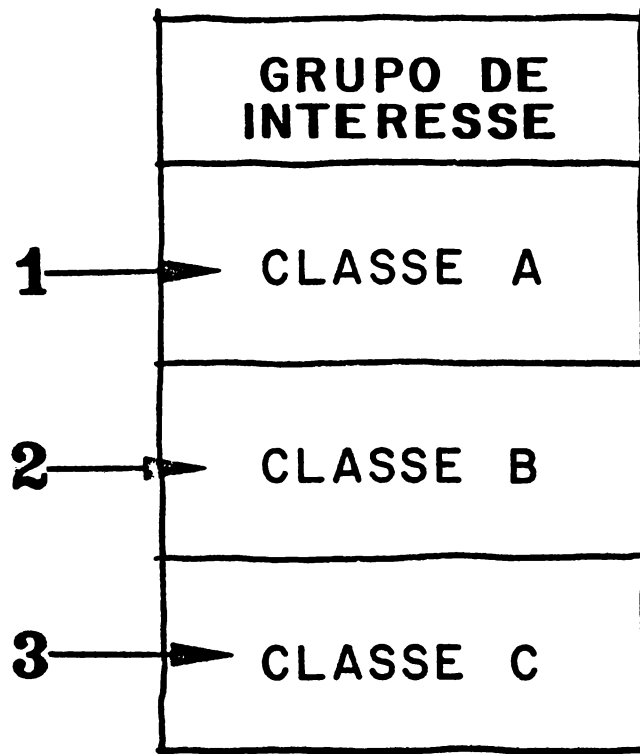 GRUPO DE
INTERESSE
1 CLASSE A
2 CLASSE B
3 CLASSE C